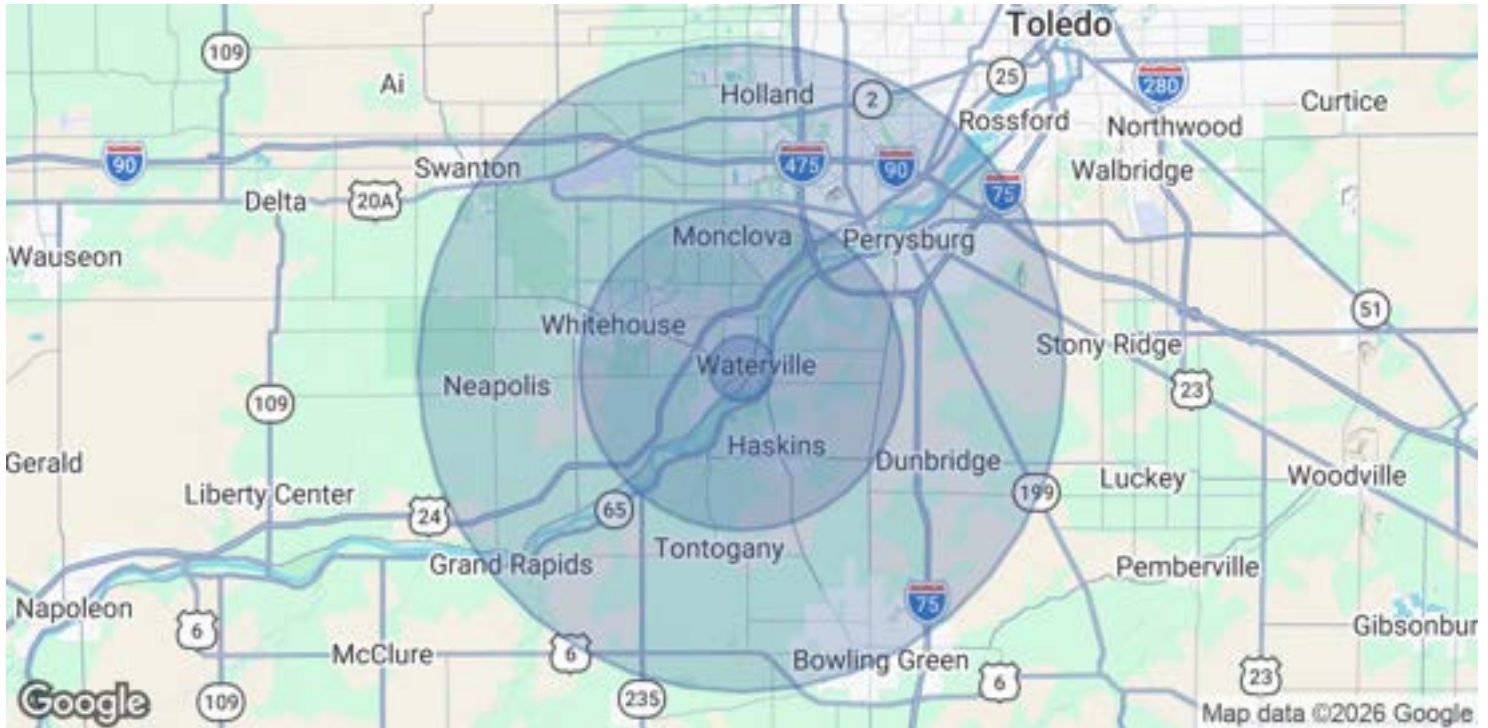 Toledo
109
Ai
Holland
2
25
280
Curtice
Rossford
Northwood
90
Swanton
475
90
75
Walbridge
Delta
20A
Monclova
Perrysburg
Wauseon
51
Whitehouse
Stony Ridge
Waterville
Neapolis
23
109
Haskins
Dunbridge
Gerald
Luckey
Woodville
Liberty Center
199
24
65
Tontogany
Grand Rapids
Pemberville
75
Napoleon
6
Gibsonbur
McClure
6
Bowling Green
6
23
109
235
Google
Map data ©2026 Google